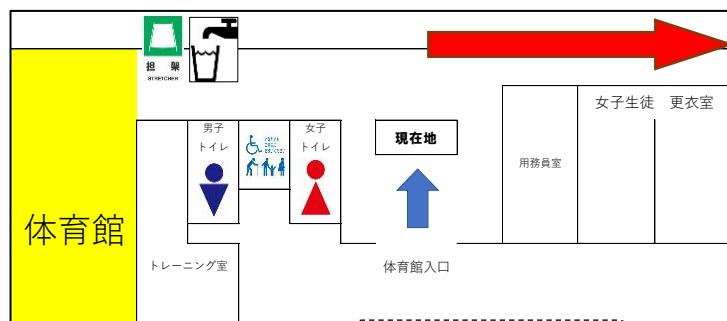 担架
STRETCHER
男子
トイレ
女子
トイレ
現在地
女子生徒 更衣室
用務員室
体育館
トレーニング室
体育館入口